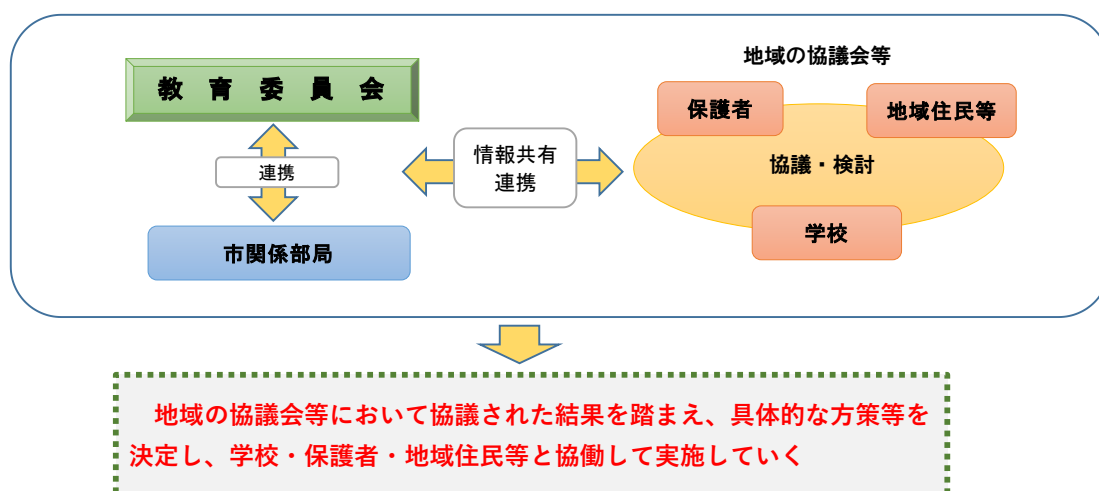 地域の協議会等
教育委員会
保護者
地域住民等
情報共有
連携
連携
協議・検討
学校
市関係部局
地域の協議会等において協議された結果を踏まえ、具体的な方策等を
決定し、学校・保護者・地域住民等と協働して実施していく